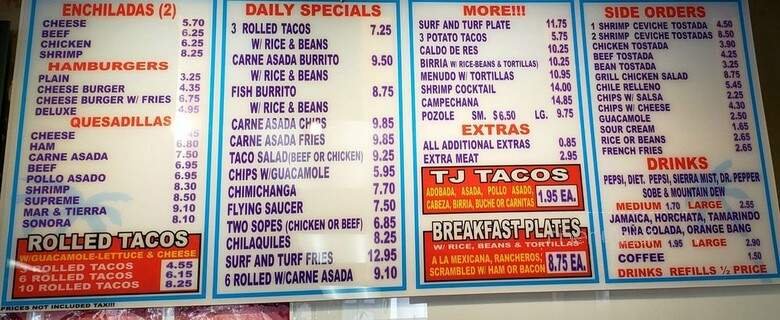 ENCHILADAS (2)
CHEESE 5.70
BEEF 6.25
CHICKEN 6.25
SHRIMP 8.25
HAMBURGERS
PLAIN 3.25
CHEESE BURGER 4.35
CHEESE BURGER W/ FRIES 6.75
DELUXE 4.95
QUESADILLAS
CHEESE
HAM 6.80
CARNE ASADA 7.50
BEEF 6.95
POLLO ASADO 6.95
SHRIMP 8.30
SUPREME 8.50
MAR & TIERRA 9.10
SONORA 8.10
ROLLED TACOS
W/GUACAMOLE-LETTUCE & CHEESE
3 ROLLED TACOS 4.55
6 ROLLED TACOS 6.15
10 ROLLED TACOS 8.25
PRICES NOT INCLUDED TAX!!!
DAILY SPECIALS
3 ROLLED TACOS 7.25
W/ RICE & BEANS
CARNE ASADA BURRITO 9.50
W/ RICE & BEANS
FISH BURRITO 8.75
W/ RICE & BEANS
CARNE ASADA CHIPS 9.85
CARNE ASADA FRIES 9.85
TACO SALAD(BEEF OR CHICKEN) 9.25
CHIPS W/GUACAMOLE 5.95
CHIMICHANGA 7.70
FLYING SAUCER 7.50
TWO SOPES (CHICKEN OR BEEF) 6.85
CHILAQUILES 8.25
SURF AND TURF FRIES 12.95
6 ROLLED W/CARNE ASADA 9.10
MORE!!!
SURF AND TURF PLATE 11.75
3 POTATO TACOS 5.75
CALDO DE RES 10.25
BIRRIA W/RICE-BEANS & TORTILLAS) 10.25
MENUDO W/ TORTILLAS 10.95
SHRIMP COCKTAIL 14.00
CAMPECHANA 14.85
POZOLE SM. $6.50 LG. 9.75
EXTRAS
ALL ADDITIONAL EXTRAS 0.85
EXTRA MEAT 2.95
TJ TACOS
ADOBADA, ASADA, POLLO ASADO,
CABEZA, BIRRIA, BUCHE OR CARNITAS 1.95 EA.
BREAKFAST PLATES
W/ RICE, BEANS & TORTILLAS
A LA MEXICANA, RANCHEROS,
SCRAMBLED W/ HAM OR BACON 8.75 EA.
SIDE ORDERS
1 SHRIMP CEVICHE TOSTADA 4.50
2 SHRIMP CEVICHE TOSTADAS 8.50
CHICKEN TOSTADA 3.90
BEEF TOSTADA 4.25
BEAN TOSTADA 3.25
GRILL CHICKEN SALAD 8.75
CHILE RELLENO 5.45
CHIPS W/ SALSA 2.25
CHIPS W/ CHEESE 4.30
GUACAMOLE 2.50
SOUR CREAM 1.65
RICE OR BEANS 2.65
FRENCH FRIES 2.65
DRINKS
PEPSI, DIET. PEPSI, SIERRA MIST, DR. PEPPER
SOBE & MOUNTAIN DEW
MEDIUM 1.70 LARGE 2.55
JAMAICA, HORCHATA, TAMARINDO
PIÑA COLADA, ORANGE BANG
MEDIUM 1.95 LARGE 2.90
COFFEE 1.50
DRINKS REFILLS ½ PRICE